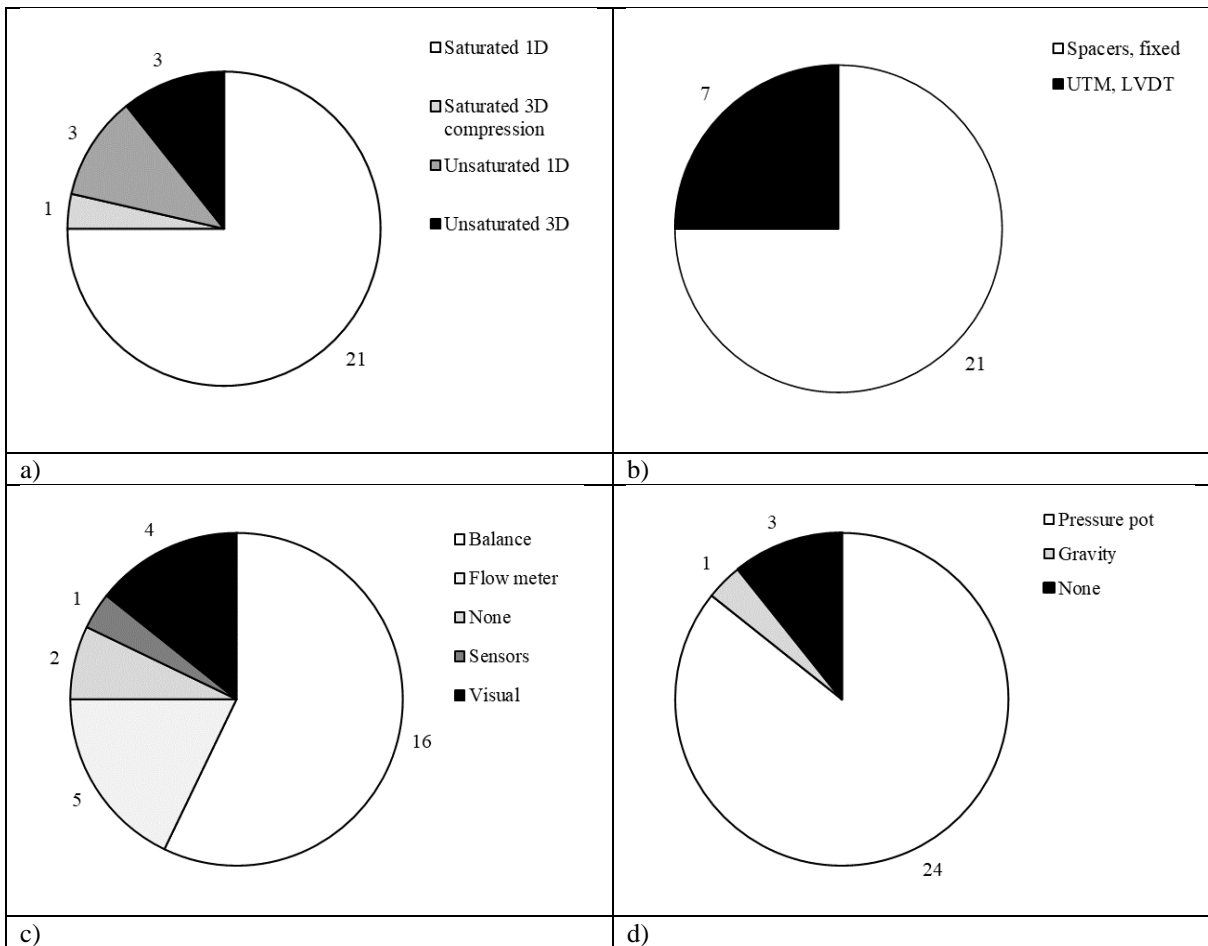 3
3
1
21
Saturated 1D
Saturated 3D
compression
Unsaturated 1D
Unsaturated 3D
a)
7
21
Spacers, fixed
UTM, LVDT
b)
4
1
2
5
16
Balance
Flow meter
None
Sensors
Visual
c)
3
1
24
Pressure pot
Gravity
None
d)